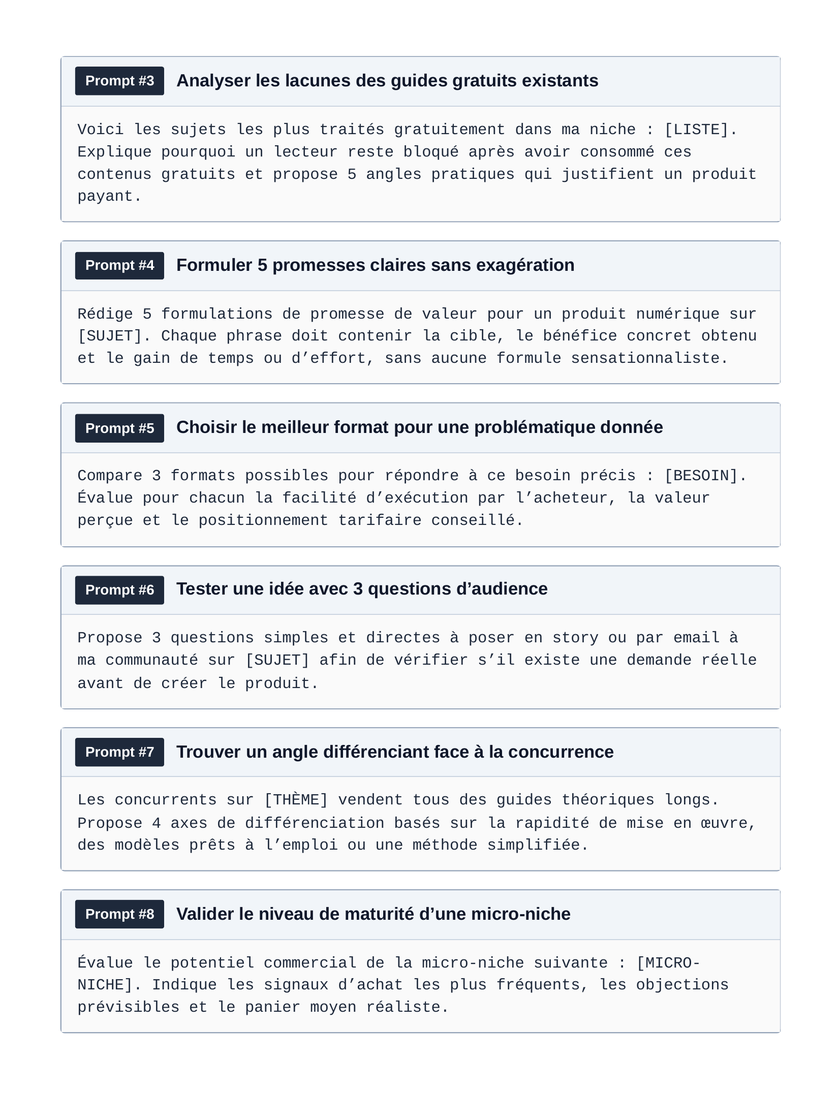 Prompt #3 Analyser les lacunes des guides gratuits existants
Voici les sujets les plus traités gratuitement dans ma niche : [LISTE].
Explique pourquoi un lecteur reste bloqué après avoir consommé ces
contenus gratuits et propose 5 angles pratiques qui justifient un produit
payant.
Prompt #4 Formuler 5 promesses claires sans exagération
Rédige 5 formulations de promesse de valeur pour un produit numérique sur
[SUJET]. Chaque phrase doit contenir la cible, le bénéfice concret obtenu
et le gain de temps ou d’effort, sans aucune formule sensationnaliste.
Prompt #5 Choisir le meilleur format pour une problématique donnée
Compare 3 formats possibles pour répondre à ce besoin précis : [BESOIN].
Évalue pour chacun la facilité d’exécution par l’acheteur, la valeur
perçue et le positionnement tarifaire conseillé.
Prompt #6 Tester une idée avec 3 questions d’audience
Propose 3 questions simples et directes à poser en story ou par email à
ma communauté sur [SUJET] afin de vérifier s’il existe une demande réelle
avant de créer le produit.
Prompt #7 Trouver un angle différenciant face à la concurrence
Les concurrents sur [THÈME] vendent tous des guides théoriques longs.
Propose 4 axes de différenciation basés sur la rapidité de mise en œuvre,
des modèles prêts à l’emploi ou une méthode simplifiée.
Prompt #8 Valider le niveau de maturité d’une micro-niche
Évalue le potentiel commercial de la micro-niche suivante : [MICRO-
NICHE]. Indique les signaux d’achat les plus fréquents, les objections
prévisibles et le panier moyen réaliste.